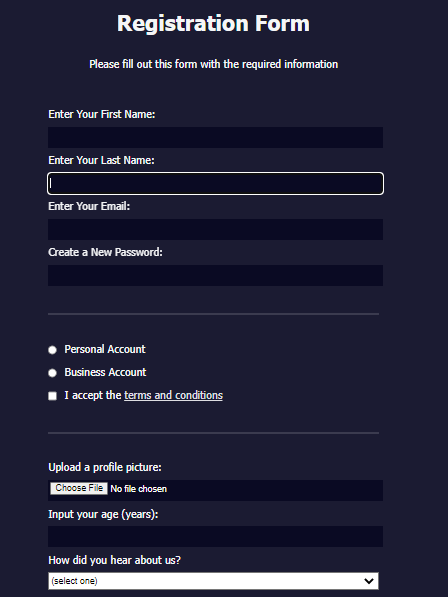 Registration Form
Please fill out this form with the required information
Enter Your First Name:
Enter Your Last Name:
Enter Your Email:
Create a New Password:
Personal Account
Business Account
I accept the terms and conditions
Upload a profile picture:
Choose File No file chosen
Input your age (years):
How did you hear about us?
(select one)